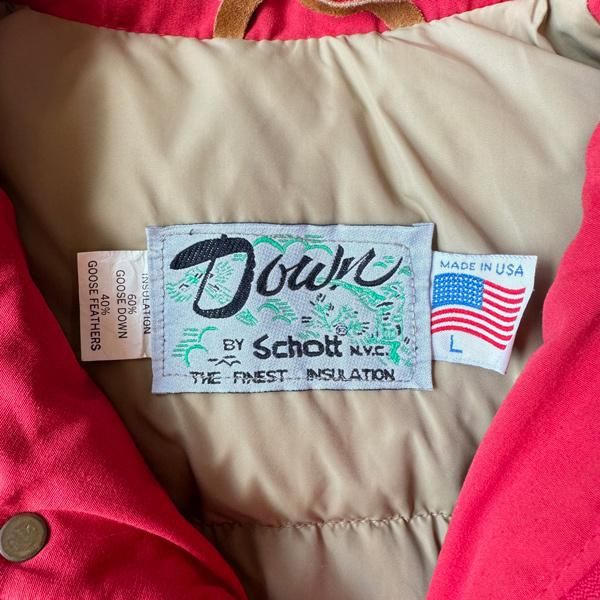 INSULATION
60%
GOOSE DOWN
40%
GOOSE FEATHERS
Down
BY Schott® N.Y.C.
THE FINEST INSULATION
MADE IN USA
L